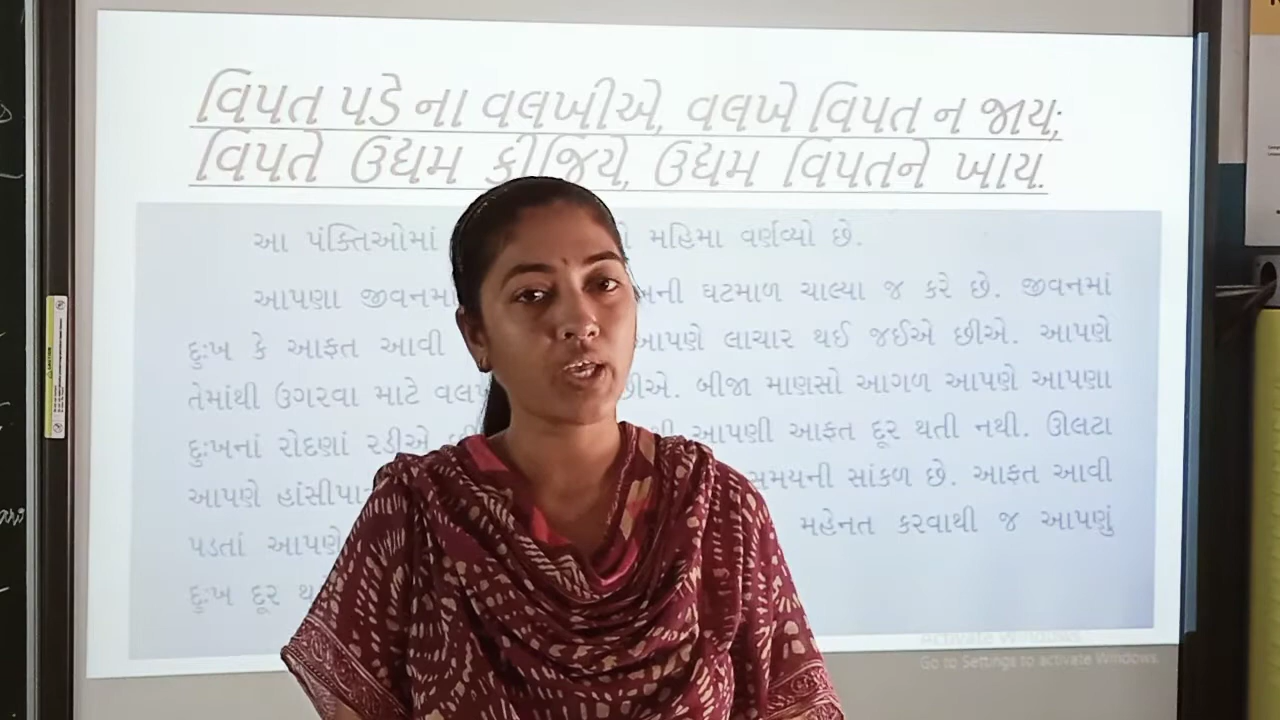 વિપત પડે ના વલખીએ, વલખે વિપત ન જાય;
વિપતે ઉદ્યમ કીજિયે, ઉદ્યમ વિપતને ખાય.
આ પંક્તિઓમાં મહિમા વર્ણવ્યો છે.
આપણા જીવનમાં ઘટમાળ ચાલ્યા જ કરે છે. જીવનમાં
દુઃખ કે આફત આવી આપણે લાચાર થઈ જઈએ છીએ. આપણે
તેમાંથી ઉગરવા માટે છીએ. બીજા માણસો આગળ આપણે આપણા
દુઃખનાં રોદણાં રડીએ આપણી આફત દૂર થતી નથી. ઊલટા
આપણે સમયની સાંકળ છે. આફત આવી
પડતાં આપણે મહેનત કરવાથી જ આપણું
દુઃખ દૂર
Activate Windows
Go to Settings to activate Windows.